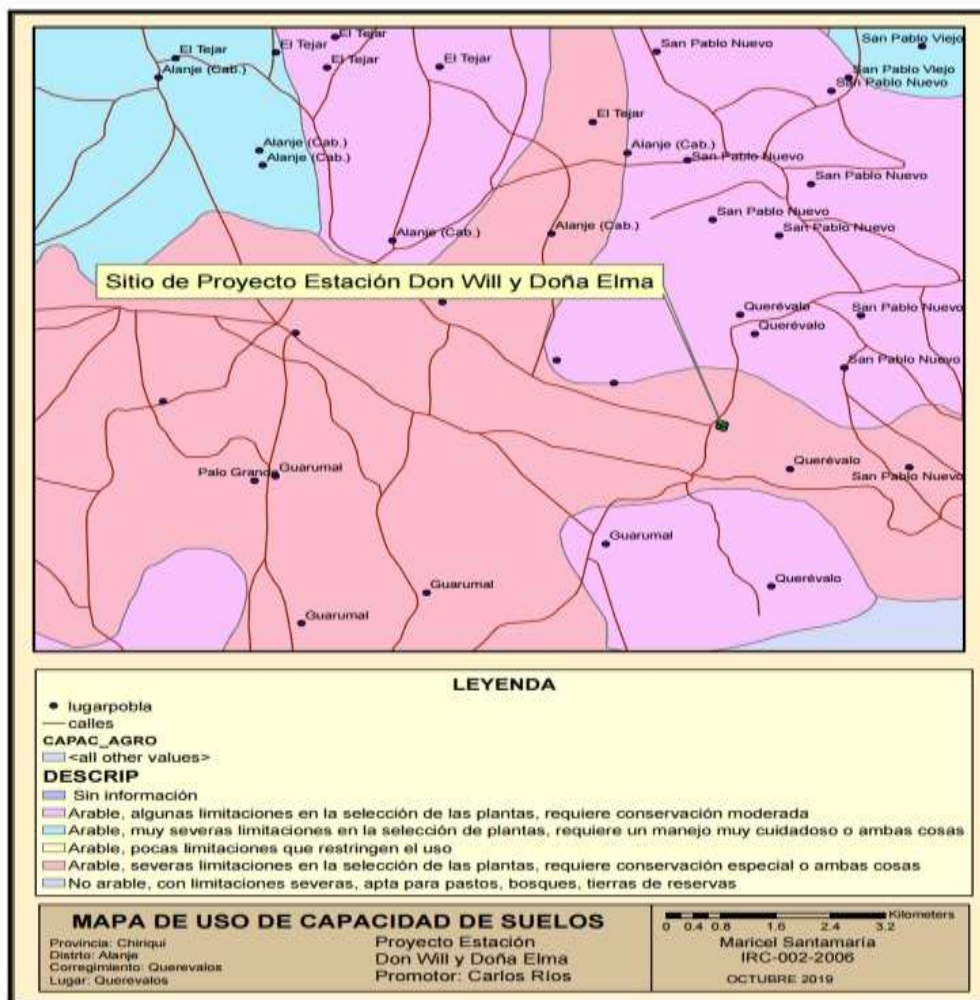 El Tejar
El Tejar El Tejar San Pablo Nuevo San Pablo Viejo
Alanje (Cab.) El Tejar El Tejar San Pablo Viejo
San Pablo Nuevo
El Tejar
Alanje (Cab.) Alanje (Cab.)
Alanje (Cab.) San Pablo Nuevo
San Pablo Nuevo
San Pablo Nuevo
Alanje (Cab.) Alanje (Cab.) San Pablo Nuevo
Sitio de Proyecto Estación Don Will y Doña Elma
Querévalo San Pablo Nuevo
Querévalo
San Pablo Nuevo
Palo Grande Guarumal Querévalo
San Pablo Nuevo
Guarumal
Guarumal Querévalo
Guarumal
LEYENDA
lugarpobla
calles
CAPAC_AGRO
<all other values>
DESCRIP
Sin información
Arable, algunas limitaciones en la selección de las plantas, requiere conservación moderada
Arable, muy severas limitaciones en la selección de plantas, requiere un manejo muy cuidadoso o ambas cosas
Arable, pocas limitaciones que restringen el uso
Arable, severas limitaciones en la selección de las plantas, requiere conservación especial o ambas cosas
No arable, con limitaciones severas, apta para pastos, bosques, tierras de reservas
MAPA DE USO DE CAPACIDAD DE SUELOS
Provincia: Chiriqui
Distrto: Alanje
Corregimiento: Querevalos
Lugar: Querevalos
Proyecto Estación
Don Will y Doña Elma
Promotor: Carlos Ríos
Kilometers
0 0.4 0.8 1.6 2.4 3.2
Maricel Santamaría
IRC-002-2006
OCTUBRE 2019